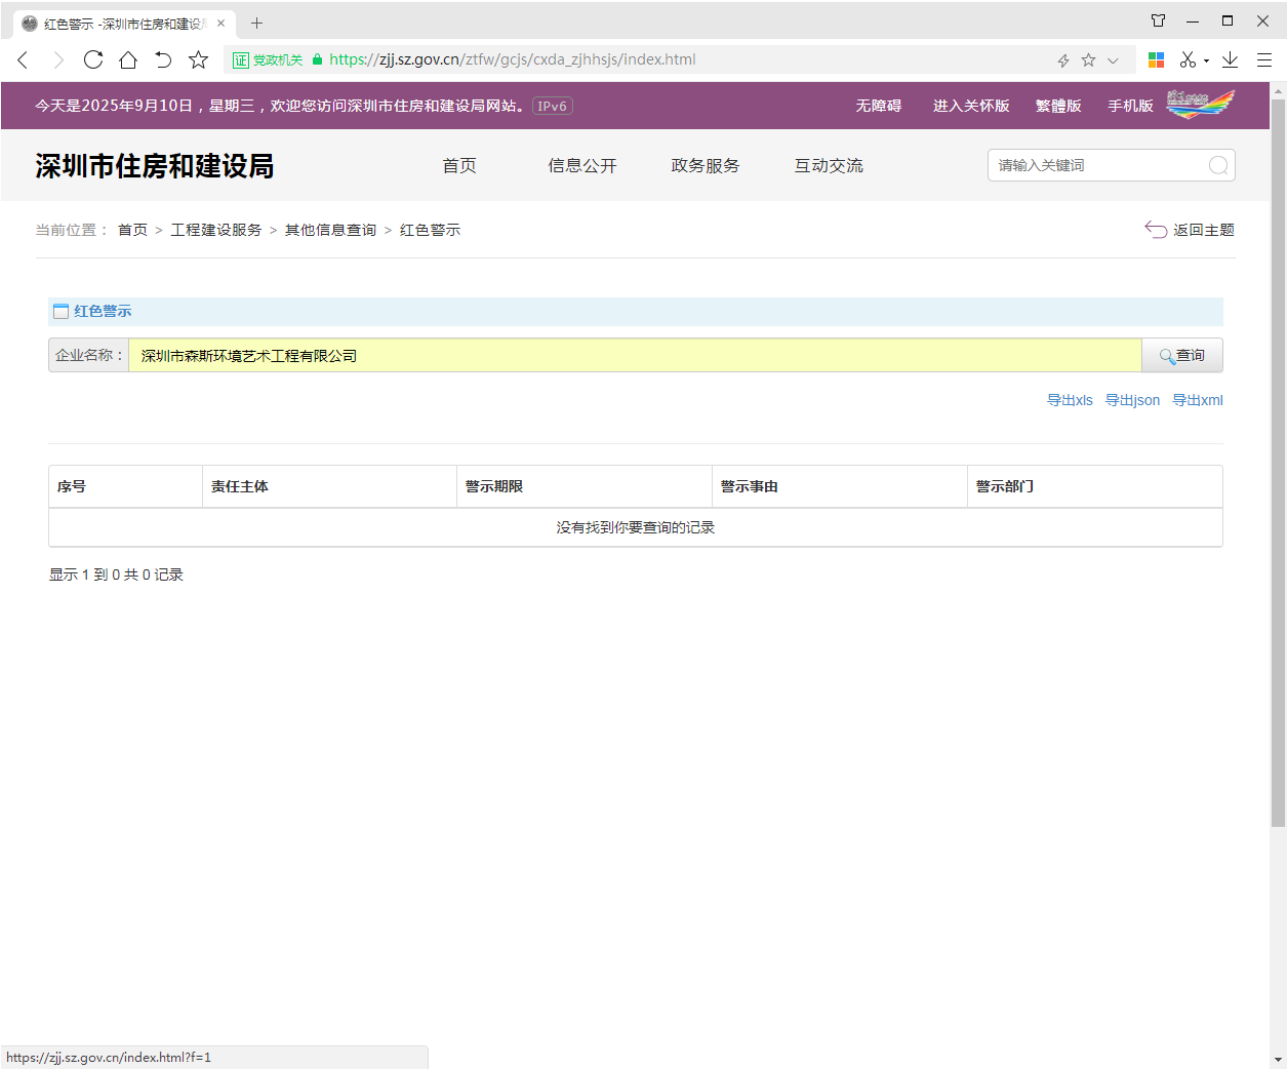 红色警示 -深圳市住房和建设
证 党政机关 https://zjj.sz.gov.cn/ztfw/gcjs/cxda_zjhhsjs/index.html
今天是2025年9月10日，星期三，欢迎您访问深圳市住房和建设局网站。 IPv6 无障碍 进入关怀版 繁體版 手机版
深圳市住房和建设局 首页 信息公开 政务服务 互动交流 请输入关键词
当前位置： 首页 > 工程建设服务 > 其他信息查询 > 红色警示 返回主题
红色警示
企业名称： 深圳市森斯环境艺术工程有限公司 查询
导出xls 导出json 导出xml
序号 责任主体 警示期限 警示事由 警示部门
没有找到你要查询的记录
显示 1 到 0 共 0 记录
https://zjj.sz.gov.cn/index.html?f=1